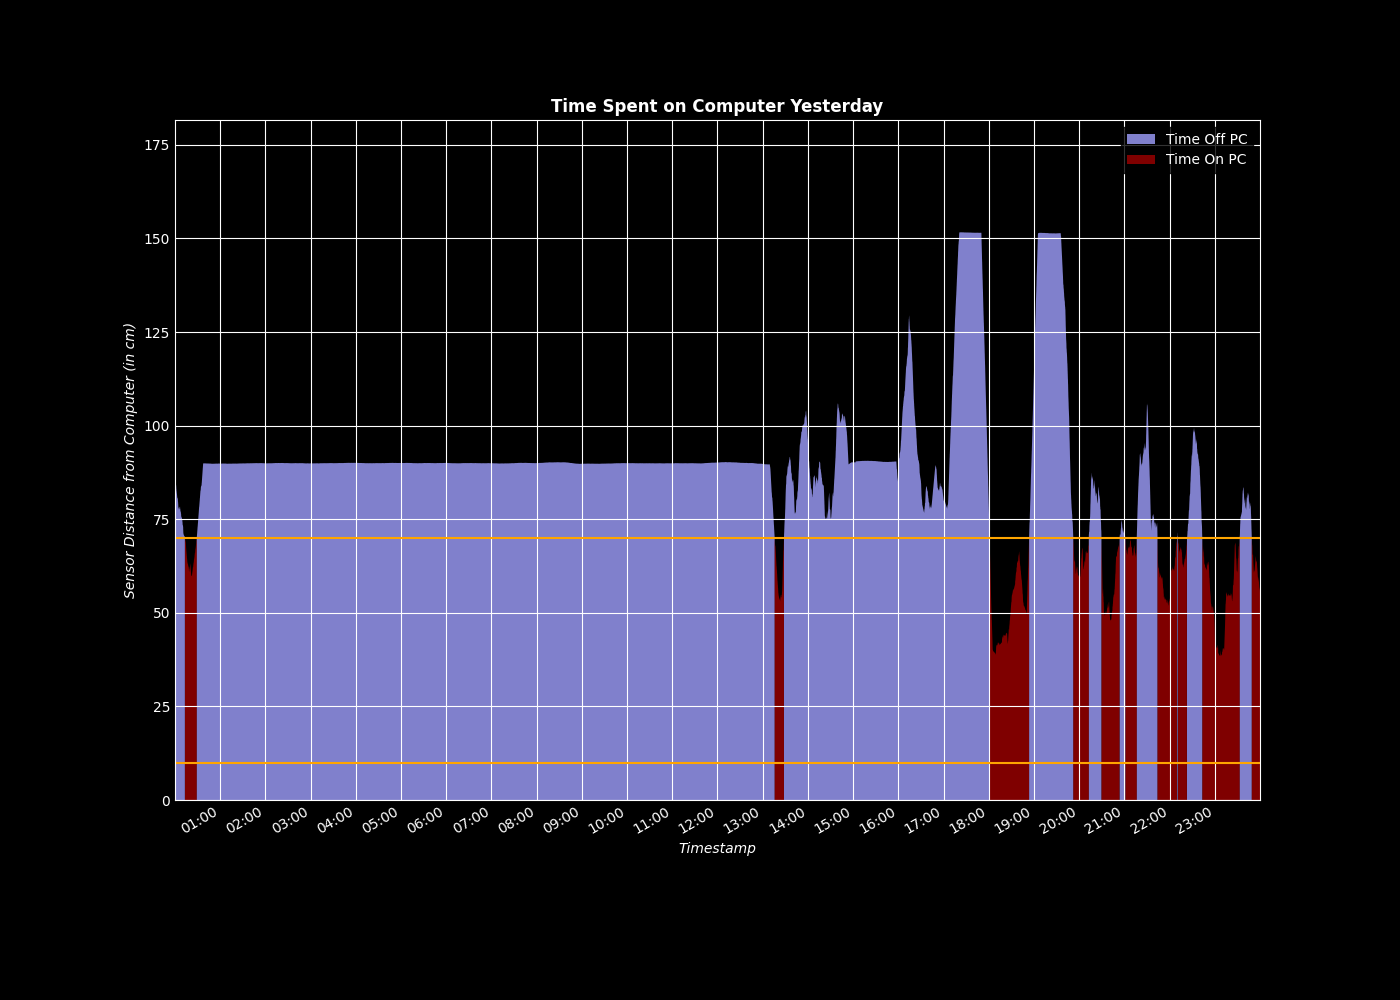 Time Spent on Computer Yesterday
Time Off PC
Time On PC
Sensor Distance from Computer (in cm)
175
150
125
100
75
50
25
0
01:00 02:00 03:00 04:00 05:00 06:00 07:00 08:00 09:00 10:00 11:00 12:00 13:00 14:00 15:00 16:00 17:00 18:00 19:00 20:00 21:00 22:00 23:00
Timestamp